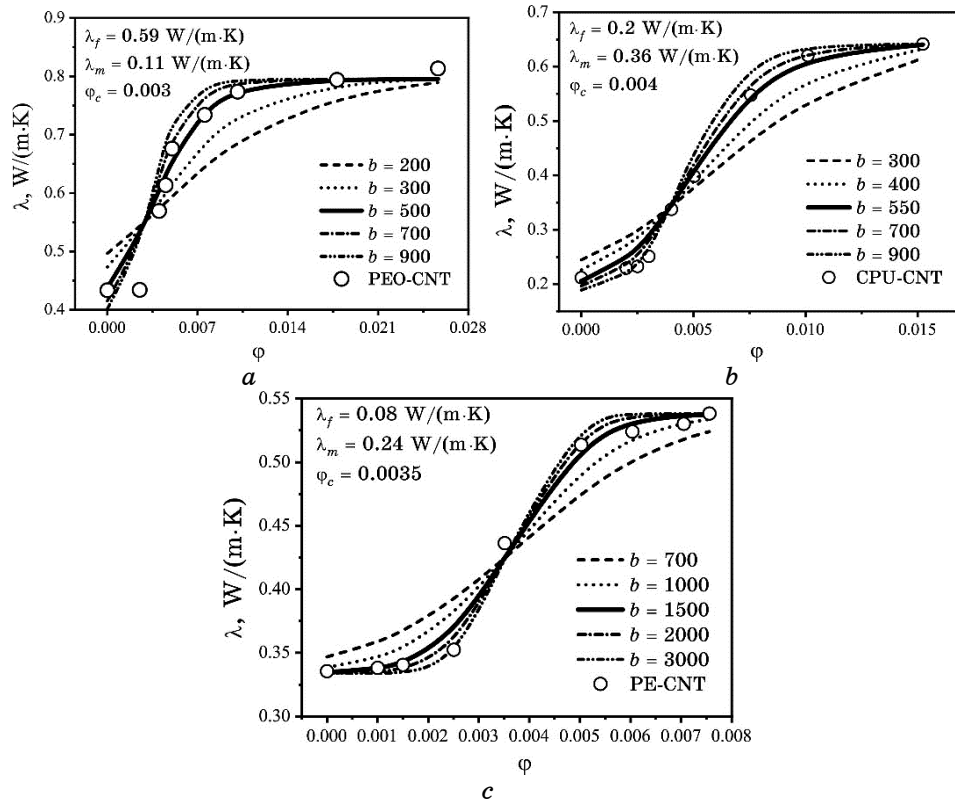 λf = 0.59 W/(m·K)
λm = 0.11 W/(m·K)
φc = 0.003
λ, W/(m·K)
0.9
0.8
0.7
0.6
0.5
0.4
b = 200
b = 300
b = 500
b = 700
b = 900
PEO-CNT
0.000 0.007 0.014 0.021 0.028
φ
a
λf = 0.2 W/(m·K)
λm = 0.36 W/(m·K)
φc = 0.004
λ, W/(m·K)
0.6
0.5
0.4
0.3
0.2
b = 300
b = 400
b = 550
b = 700
b = 900
CPU-CNT
0.000 0.005 0.010 0.015
φ
b
λf = 0.08 W/(m·K)
λm = 0.24 W/(m·K)
φc = 0.0035
λ, W/(m·K)
0.55
0.50
0.45
0.40
0.35
0.30
b = 700
b = 1000
b = 1500
b = 2000
b = 3000
PE-CNT
0.000 0.001 0.002 0.003 0.004 0.005 0.006 0.007 0.008
φ
c